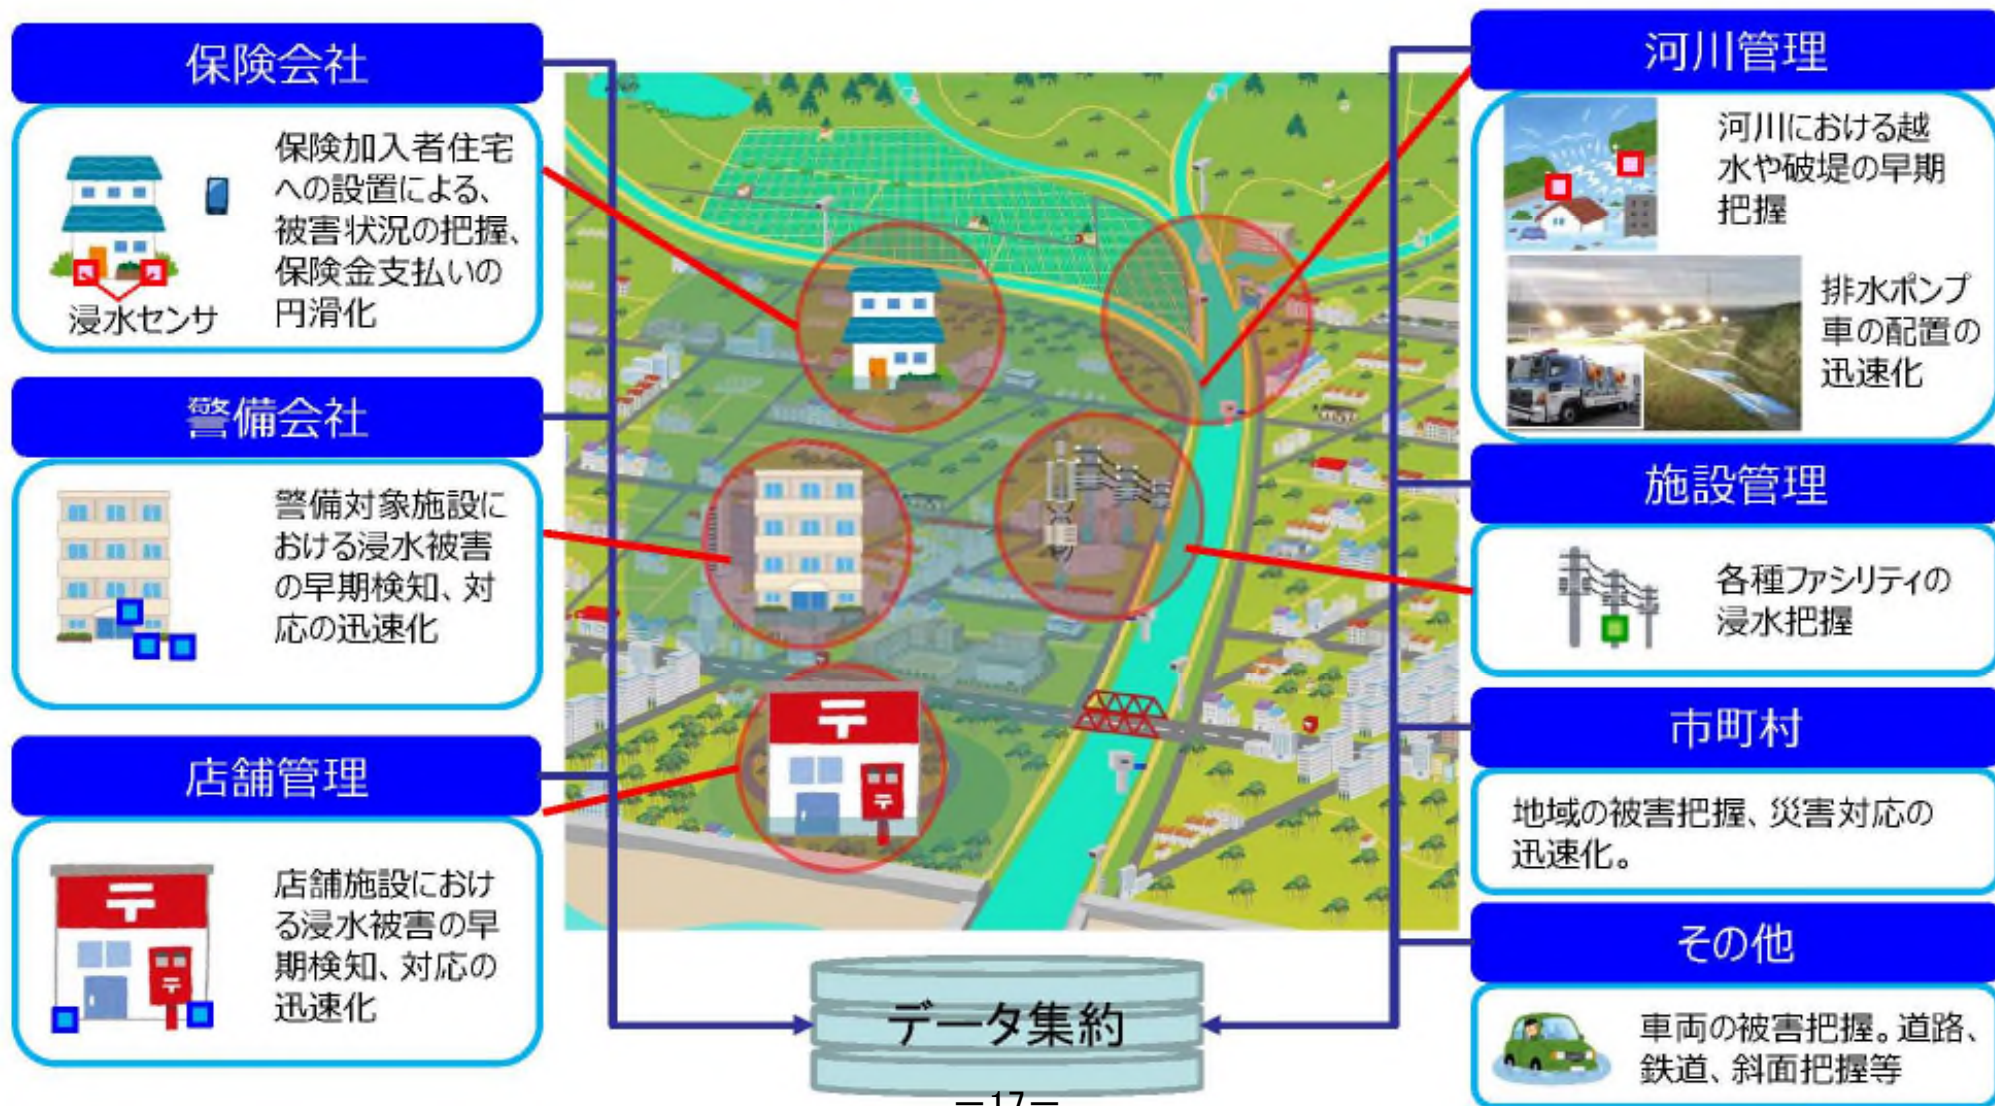 保険会社
保険加入者住宅
への設置による、
被害状況の把握、
保険金支払いの
円滑化
浸水センサ
警備会社
警備対象施設に
おける浸水被害
の早期検知、対
応の迅速化
店舗管理
店舗施設におけ
る浸水被害の早
期検知、対応の
迅速化
河川管理
河川における越
水や破堤の早期
把握
排水ポンプ
車の配置の
迅速化
施設管理
各種ファシリティの
浸水把握
市町村
地域の被害把握、災害対応の
迅速化。
その他
車両の被害把握。道路、
鉄道、斜面把握等
データ集約
－17－